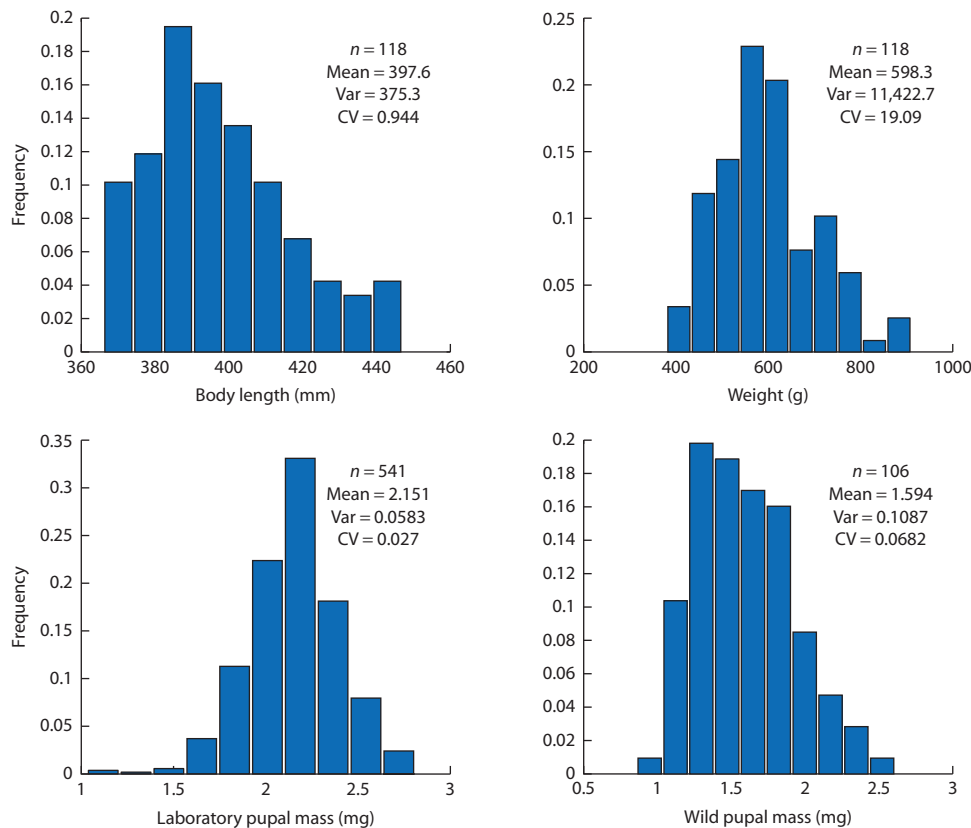 0.2
0.18
0.16
0.14
0.12
0.1
0.08
0.06
0.04
0.02
0
Frequency
360
380
400
420
440
460
Body length (mm)
n = 118
Mean = 397.6
Var = 375.3
CV = 0.944
0.25
0.2
0.15
0.1
0.05
0
200
400
600
800
1000
Weight (g)
n = 118
Mean = 598.3
Var = 11,422.7
CV = 19.09
0.35
0.3
0.25
0.2
0.15
0.1
0.05
0
Frequency
1
1.5
2
2.5
3
Laboratory pupal mass (mg)
n = 541
Mean = 2.151
Var = 0.0583
CV = 0.027
0.2
0.18
0.16
0.14
0.12
0.1
0.08
0.06
0.04
0.02
0
0.5
1
1.5
2
2.5
3
Wild pupal mass (mg)
n = 106
Mean = 1.594
Var = 0.1087
CV = 0.0682